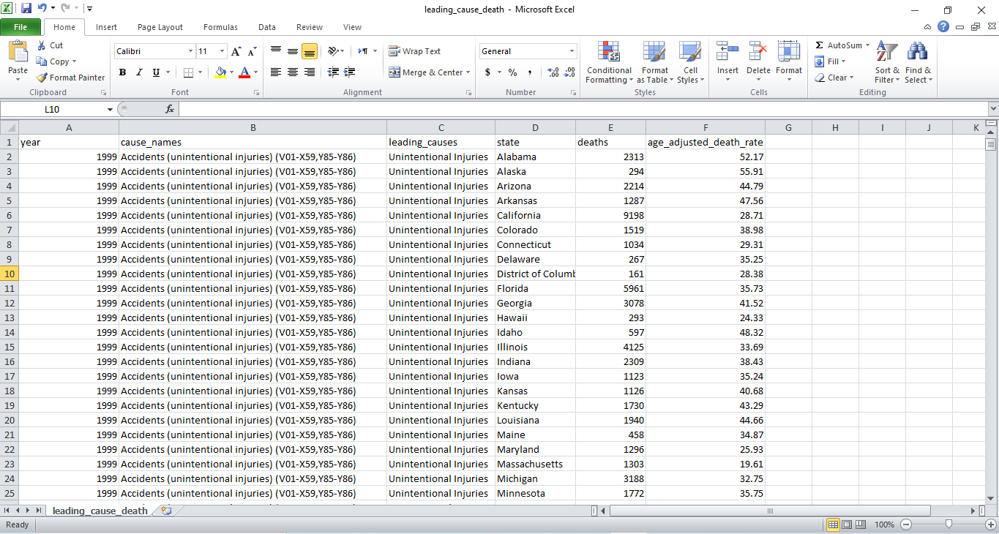 leading_cause_death - Microsoft Excel
File Home Insert Page Layout Formulas Data Review View
Paste Cut Copy Format Painter
Calibri 11
B I U
Wrap Text
Merge & Center
General
$ % ,
Conditional Formatting
Format as Table
Cell Styles
Insert Delete Format
Σ AutoSum
Fill
Clear
Sort & Filter
Find & Select
Clipboard Font Alignment Number Styles Cells Editing
L10 fx
A B C D E F G H I J K
1 year cause_names leading_causes state deaths age_adjusted_death_rate
2 1999 Accidents (unintentional injuries) (V01-X59,Y85-Y86) Unintentional Injuries Alabama 2313 52.17
3 1999 Accidents (unintentional injuries) (V01-X59,Y85-Y86) Unintentional Injuries Alaska 294 55.91
4 1999 Accidents (unintentional injuries) (V01-X59,Y85-Y86) Unintentional Injuries Arizona 2214 44.79
5 1999 Accidents (unintentional injuries) (V01-X59,Y85-Y86) Unintentional Injuries Arkansas 1287 47.56
6 1999 Accidents (unintentional injuries) (V01-X59,Y85-Y86) Unintentional Injuries California 9198 28.71
7 1999 Accidents (unintentional injuries) (V01-X59,Y85-Y86) Unintentional Injuries Colorado 1519 38.98
8 1999 Accidents (unintentional injuries) (V01-X59,Y85-Y86) Unintentional Injuries Connecticut 1034 29.31
9 1999 Accidents (unintentional injuries) (V01-X59,Y85-Y86) Unintentional Injuries Delaware 267 35.25
10 1999 Accidents (unintentional injuries) (V01-X59,Y85-Y86) Unintentional Injuries District of Columb 161 28.38
11 1999 Accidents (unintentional injuries) (V01-X59,Y85-Y86) Unintentional Injuries Florida 5961 35.73
12 1999 Accidents (unintentional injuries) (V01-X59,Y85-Y86) Unintentional Injuries Georgia 3078 41.52
13 1999 Accidents (unintentional injuries) (V01-X59,Y85-Y86) Unintentional Injuries Hawaii 293 24.33
14 1999 Accidents (unintentional injuries) (V01-X59,Y85-Y86) Unintentional Injuries Idaho 597 48.32
15 1999 Accidents (unintentional injuries) (V01-X59,Y85-Y86) Unintentional Injuries Illinois 4125 33.69
16 1999 Accidents (unintentional injuries) (V01-X59,Y85-Y86) Unintentional Injuries Indiana 2309 38.43
17 1999 Accidents (unintentional injuries) (V01-X59,Y85-Y86) Unintentional Injuries Iowa 1123 35.24
18 1999 Accidents (unintentional injuries) (V01-X59,Y85-Y86) Unintentional Injuries Kansas 1126 40.68
19 1999 Accidents (unintentional injuries) (V01-X59,Y85-Y86) Unintentional Injuries Kentucky 1730 43.29
20 1999 Accidents (unintentional injuries) (V01-X59,Y85-Y86) Unintentional Injuries Louisiana 1940 44.66
21 1999 Accidents (unintentional injuries) (V01-X59,Y85-Y86) Unintentional Injuries Maine 458 34.87
22 1999 Accidents (unintentional injuries) (V01-X59,Y85-Y86) Unintentional Injuries Maryland 1296 25.93
23 1999 Accidents (unintentional injuries) (V01-X59,Y85-Y86) Unintentional Injuries Massachusetts 1303 19.61
24 1999 Accidents (unintentional injuries) (V01-X59,Y85-Y86) Unintentional Injuries Michigan 3188 32.75
25 1999 Accidents (unintentional injuries) (V01-X59,Y85-Y86) Unintentional Injuries Minnesota 1772 35.75
leading_cause_death
Ready 100%